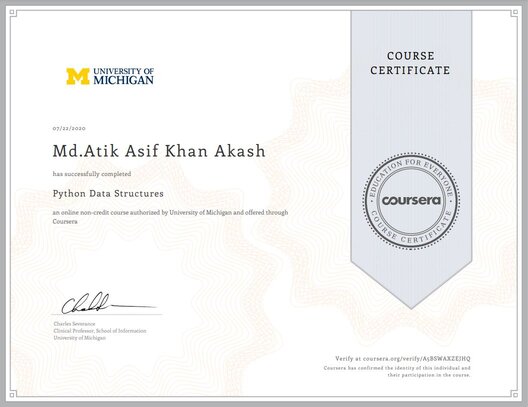 UNIVERSITY OF
MICHIGAN
COURSE
CERTIFICATE
07/22/2020
Md.Atik Asif Khan Akash
has successfully completed
Python Data Structures
an online non-credit course authorized by University of Michigan and offered through
Coursera
EDUCATION FOR EVERYONE
coursera
COURSE CERTIFICATE
Charles Severance
Clinical Professor, School of Information
University of Michigan
Verify at coursera.org/verify/A5BSWAXZEJHQ
Coursera has confirmed the identity of this individual and
their participation in the course.